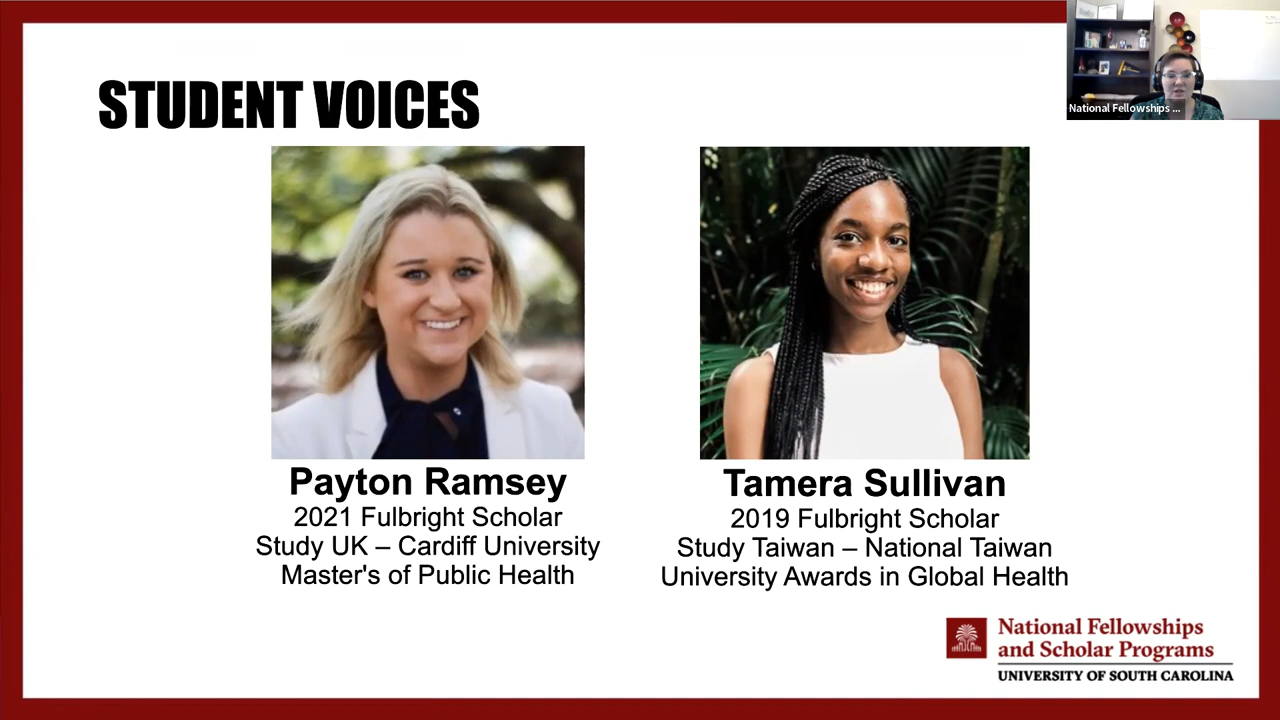 STUDENT VOICES
National Fellowships ...
Payton Ramsey
2021 Fulbright Scholar
Study UK – Cardiff University
Master's of Public Health
Tamera Sullivan
2019 Fulbright Scholar
Study Taiwan – National Taiwan
University Awards in Global Health
National Fellowships
and Scholar Programs
UNIVERSITY OF SOUTH CAROLINA